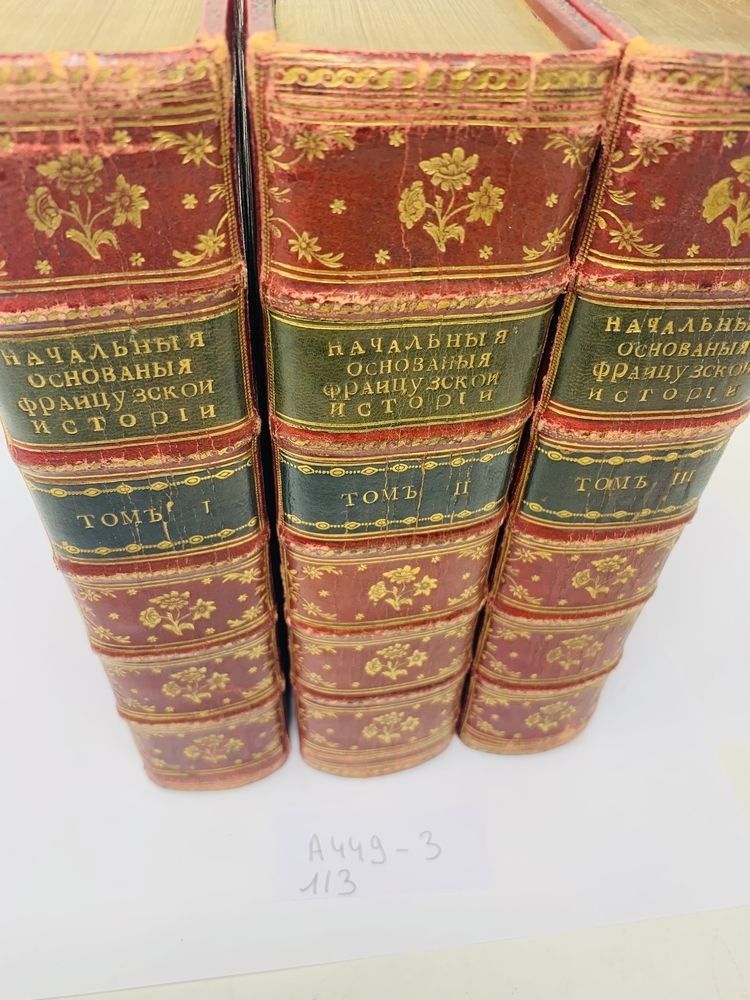 НАЧАЛЬНЫЯ
ОСНОВАНЫЯ
ФРАНЦУЗСКОИ
ИСТОРІИ
ТОМЪ I
НАЧАЛЬНЫЯ
ОСНОВАНЫЯ
ФРАНЦУЗСКОИ
ИСТОРІИ
ТОМЪ II
НАЧАЛЬНЫ
ОСНОВАНЫЯ
ФРАНЦУЗСКОИ
ИСТОРІИ
ТОМЪ III
A449-3
1/3